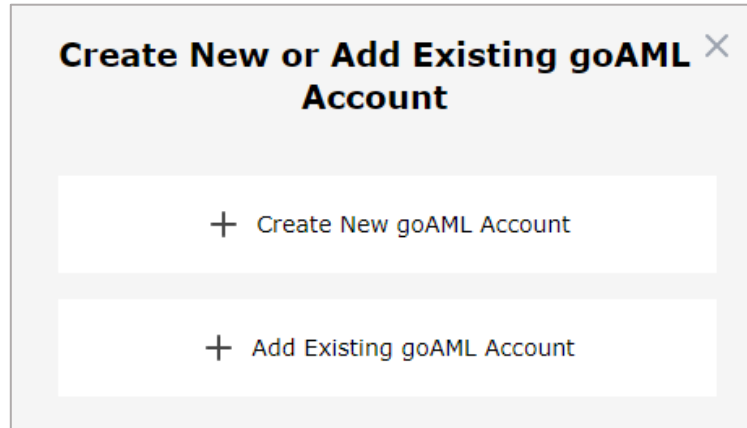 Create New or Add Existing goAML
Account
Create New goAML Account
Add Existing goAML Account